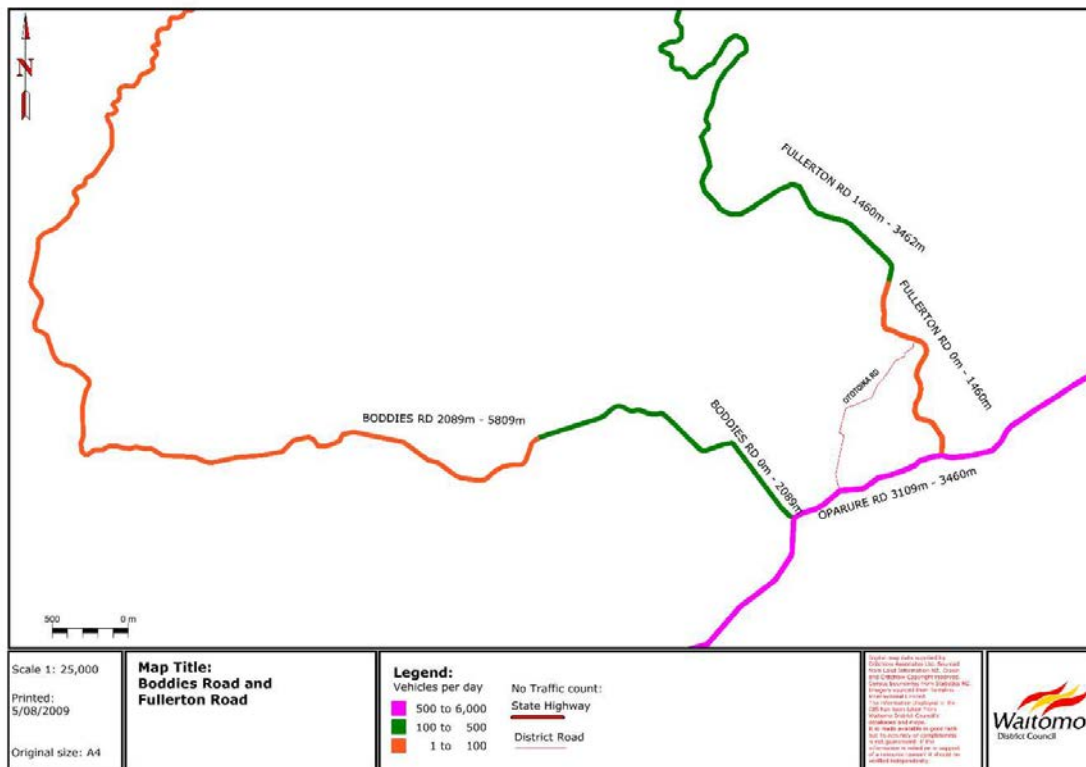 N
FULLERTON RD 1460m - 3462m
FULLERTON RD 0m - 1460m
OTOTOIKA RD
BODDIES RD 2089m - 5809m
BODDIES RD 0m - 2089m
OPARURE RD 3109m - 3460m
500 0 m
Scale 1: 25,000
Printed:
5/08/2009
Original size: A4
Map Title:
Boddies Road and
Fullerton Road
Legend:
Vehicles per day
500 to 6,000
100 to 500
1 to 100
No Traffic count:
State Highway
District Road
Waitomo
District Council